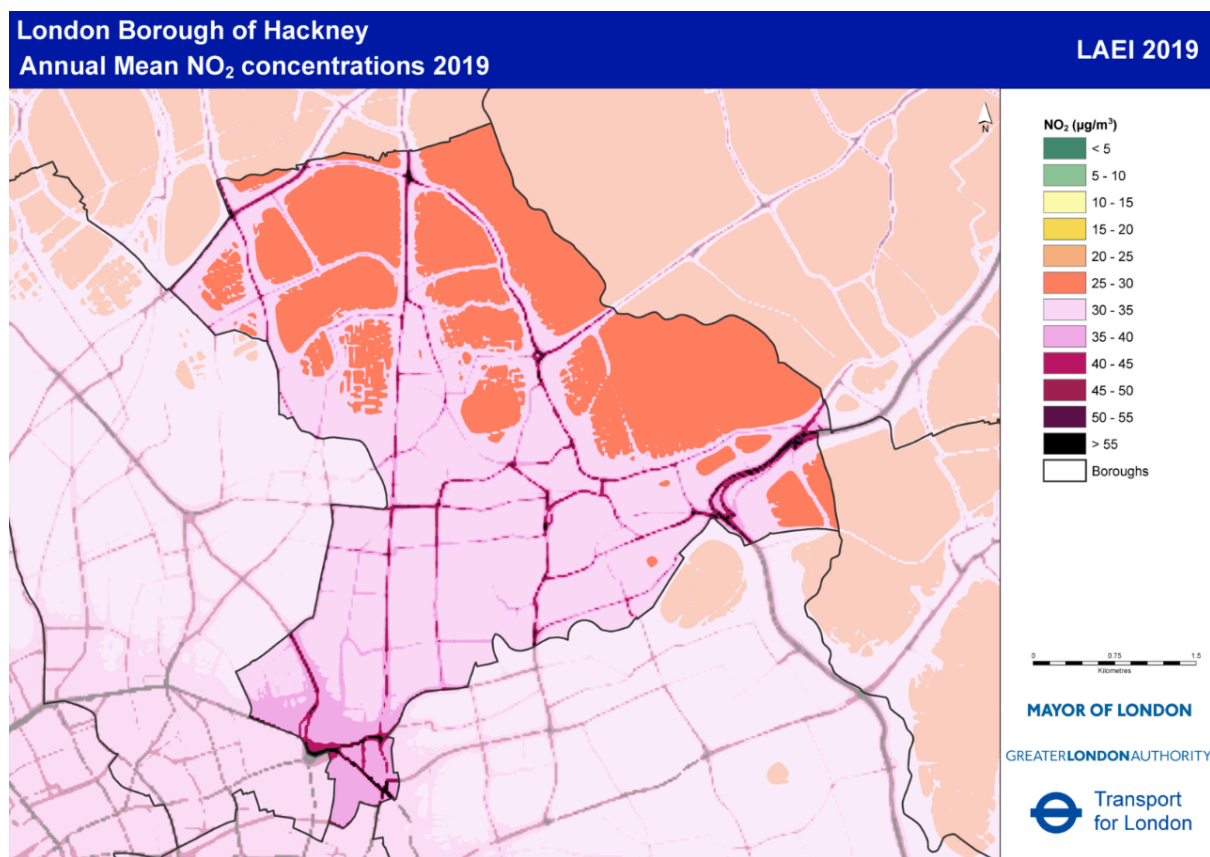 London Borough of Hackney
Annual Mean NO₂ concentrations 2019
LAEI 2019
N
NO₂ (µg/m³)
< 5
5 - 10
10 - 15
15 - 20
20 - 25
25 - 30
30 - 35
35 - 40
40 - 45
45 - 50
50 - 55
> 55
Boroughs
0 0.75 1.5
Kilometres
MAYOR OF LONDON
GREATERLONDONAUTHORITY
Transport
for London